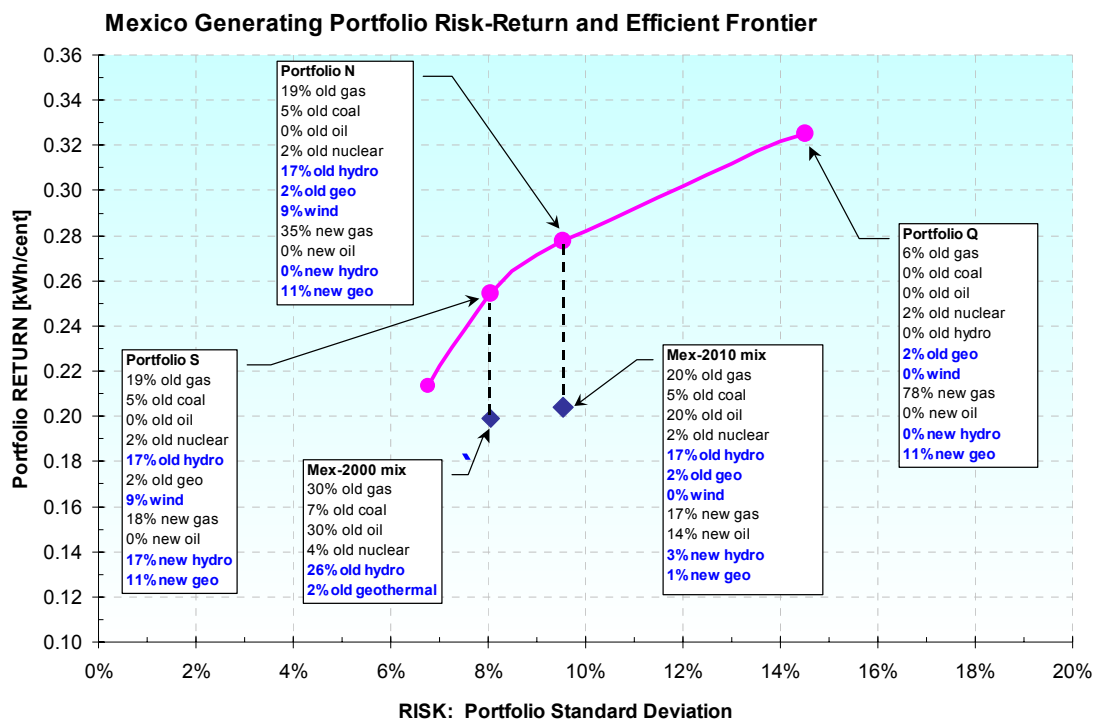 Mexico Generating Portfolio Risk-Return and Efficient Frontier
Portfolio RETURN [kWh/cent]
0.36
0.34
0.32
0.30
0.28
0.26
0.24
0.22
0.20
0.18
0.16
0.14
0.12
0.10
Portfolio N
19% old gas
5% old coal
0% old oil
2% old nuclear
17% old hydro
2% old geo
9% wind
35% new gas
0% new oil
0% new hydro
11% new geo
Portfolio Q
6% old gas
0% old coal
0% old oil
2% old nuclear
0% old hydro
2% old geo
0% wind
78% new gas
0% new oil
0% new hydro
11% new geo
Portfolio S
19% old gas
5% old coal
0% old oil
2% old nuclear
17% old hydro
2% old geo
9% wind
18% new gas
0% new oil
17% new hydro
11% new geo
Mex-2000 mix
30% old gas
7% old coal
30% old oil
4% old nuclear
26% old hydro
2% old geothermal
Mex-2010 mix
20% old gas
5% old coal
20% old oil
2% old nuclear
17% old hydro
2% old geo
0% wind
17% new gas
14% new oil
3% new hydro
1% new geo
0% 2% 4% 6% 8% 10% 12% 14% 16% 18% 20%
RISK: Portfolio Standard Deviation